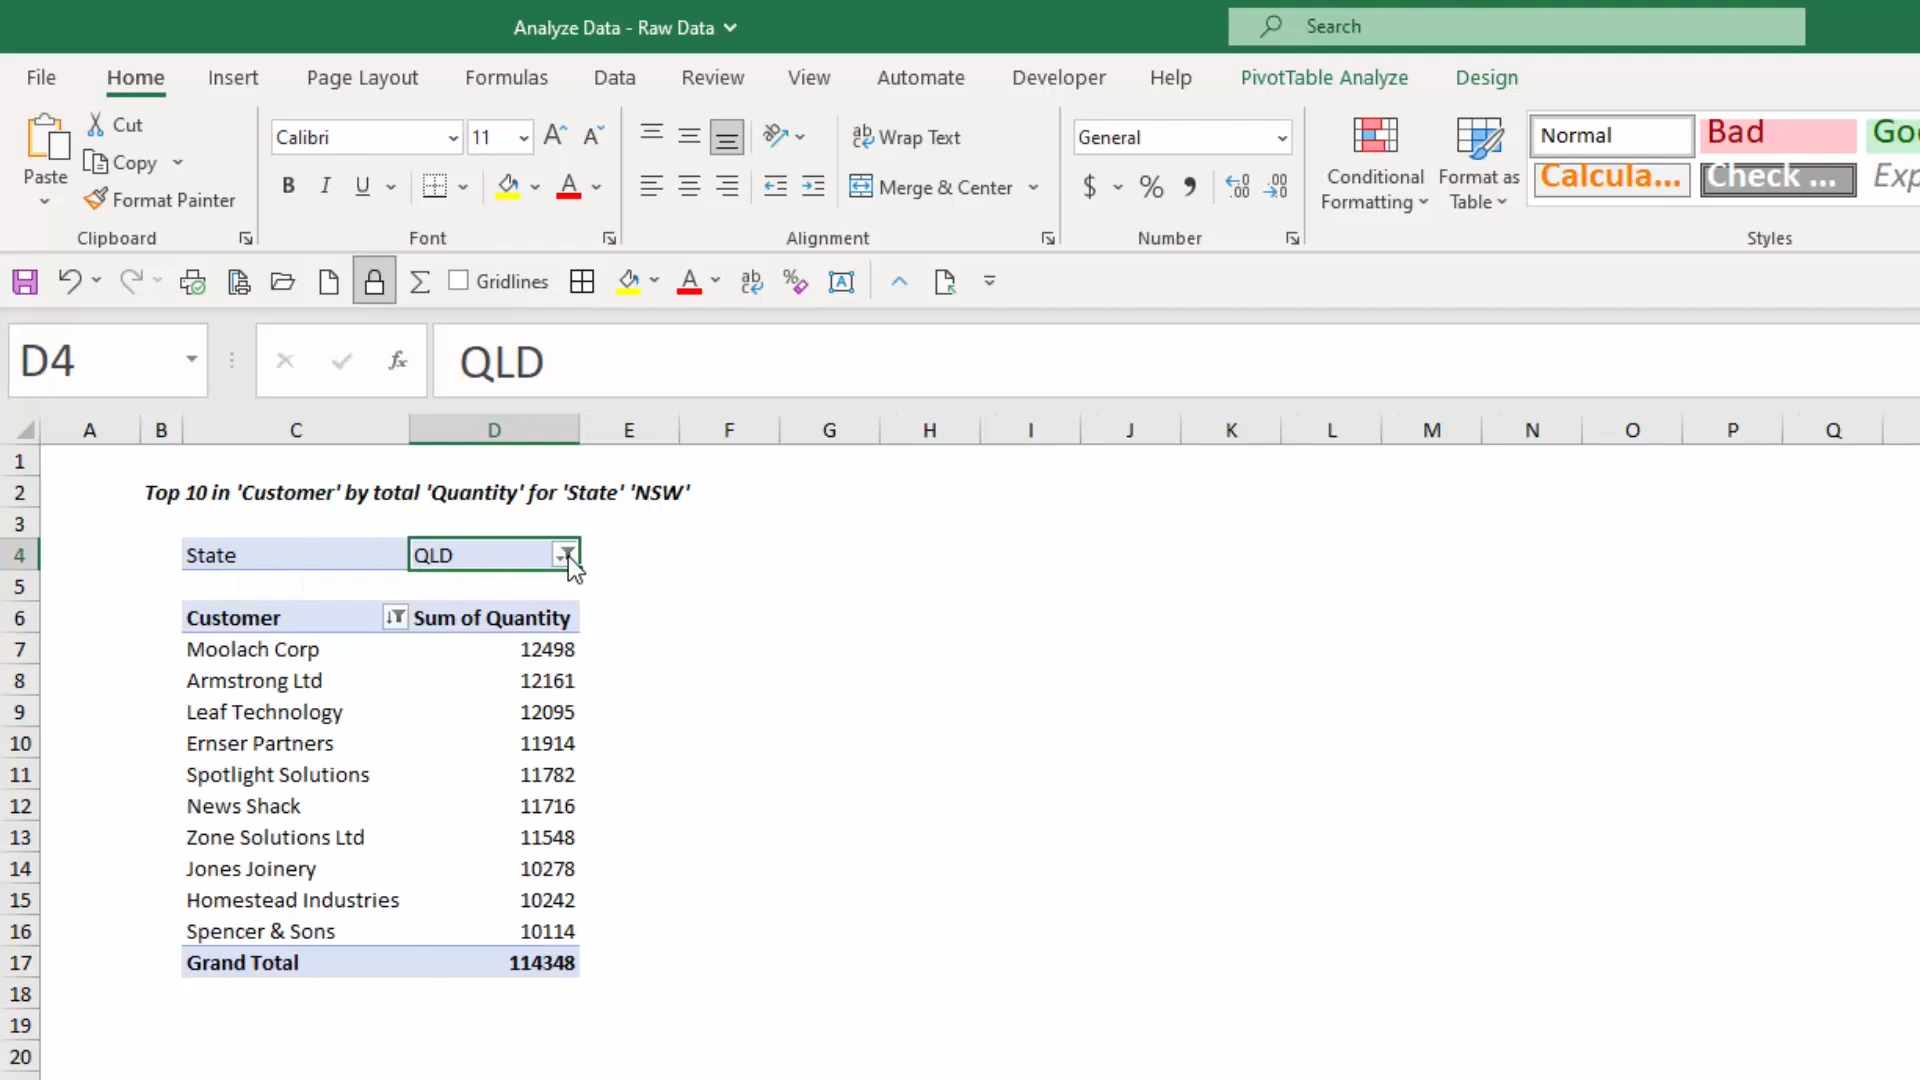 Analyze Data - Raw Data
Search
File Home Insert Page Layout Formulas Data Review View Automate Developer Help PivotTable Analyze Design
Paste
Cut
Copy
Format Painter
Clipboard
Calibri 11
B I U
Font
Wrap Text
Merge & Center
Alignment
General
$ % 9
Number
Conditional Formatting
Format as Table
Normal Bad
Calcula... Check ...
Styles
Gridlines
D4 fx QLD
A B C D E F G H I J K L M N O P Q
1
2 Top 10 in 'Customer' by total 'Quantity' for 'State' 'NSW'
3
4 State QLD
5
6 Customer Sum of Quantity
7 Moolach Corp 12498
8 Armstrong Ltd 12161
9 Leaf Technology 12095
10 Ernser Partners 11914
11 Spotlight Solutions 11782
12 News Shack 11716
13 Zone Solutions Ltd 11548
14 Jones Joinery 10278
15 Homestead Industries 10242
16 Spencer & Sons 10114
17 Grand Total 114348
18
19
20